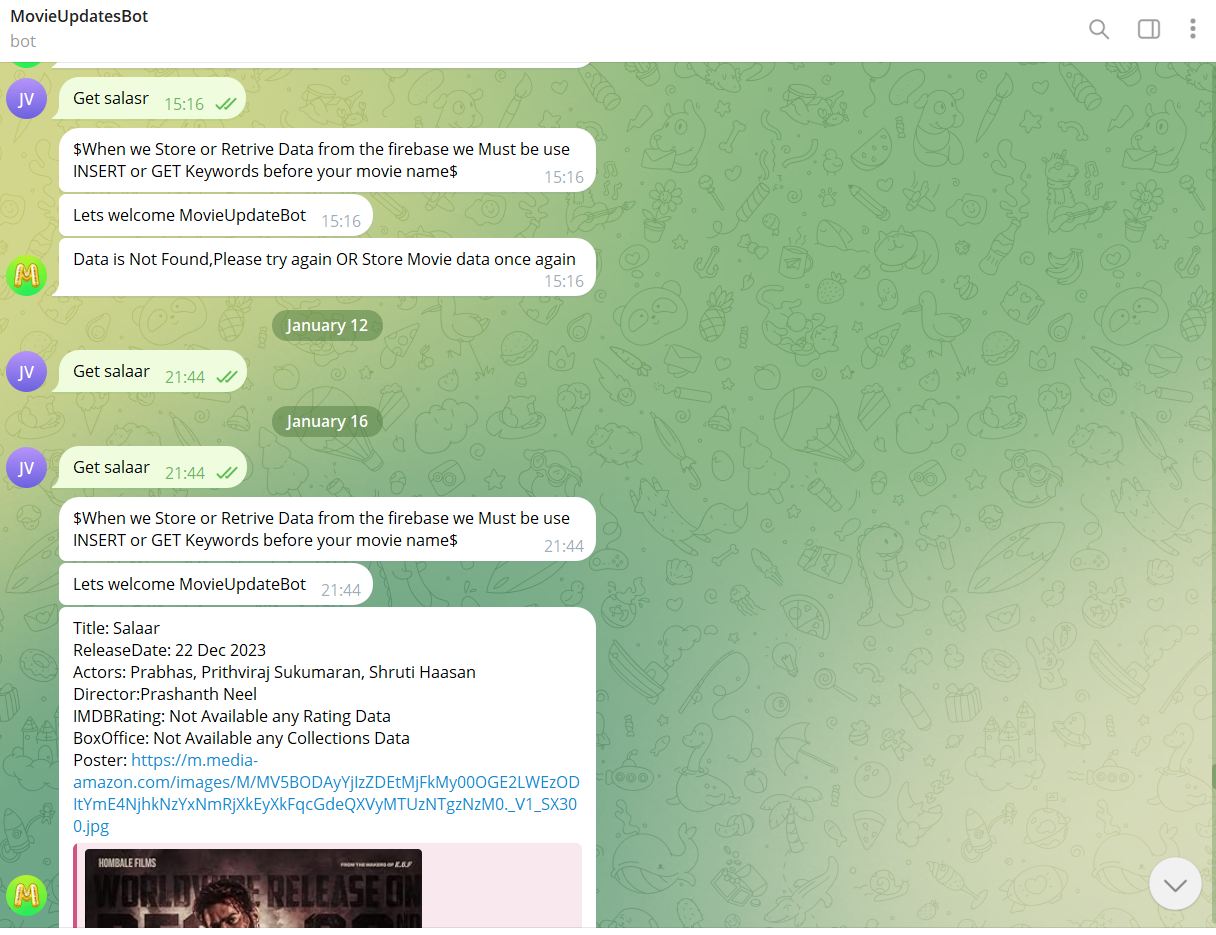 MovieUpdatesBot
bot
JV
Get salasr 15:16
$When we Store or Retrive Data from the firebase we Must be use
INSERT or GET Keywords before your movie name$ 15:16
Lets welcome MovieUpdateBot 15:16
Data is Not Found,Please try again OR Store Movie data once again
15:16
M
January 12
JV
Get salaar 21:44
January 16
JV
Get salaar 21:44
$When we Store or Retrive Data from the firebase we Must be use
INSERT or GET Keywords before your movie name$ 21:44
Lets welcome MovieUpdateBot 21:44
Title: Salaar
ReleaseDate: 22 Dec 2023
Actors: Prabhas, Prithviraj Sukumaran, Shruti Haasan
Director:Prashanth Neel
IMDBRating: Not Available any Rating Data
BoxOffice: Not Available any Collections Data
Poster: https://m.media-
amazon.com/images/M/MV5BODAyYjIzZDEtMjFkMy00OGE2LWEzOD
ItYmE4NjhkNzYxNmRjXkEyXkFqcGdeQXVyMTUzNTgzNzM0._V1_SX30
0.jpg
HOMBALE FILMS FROM THE MAKERS OF K.G.F
WORLDWIDE RELEASE ON
M